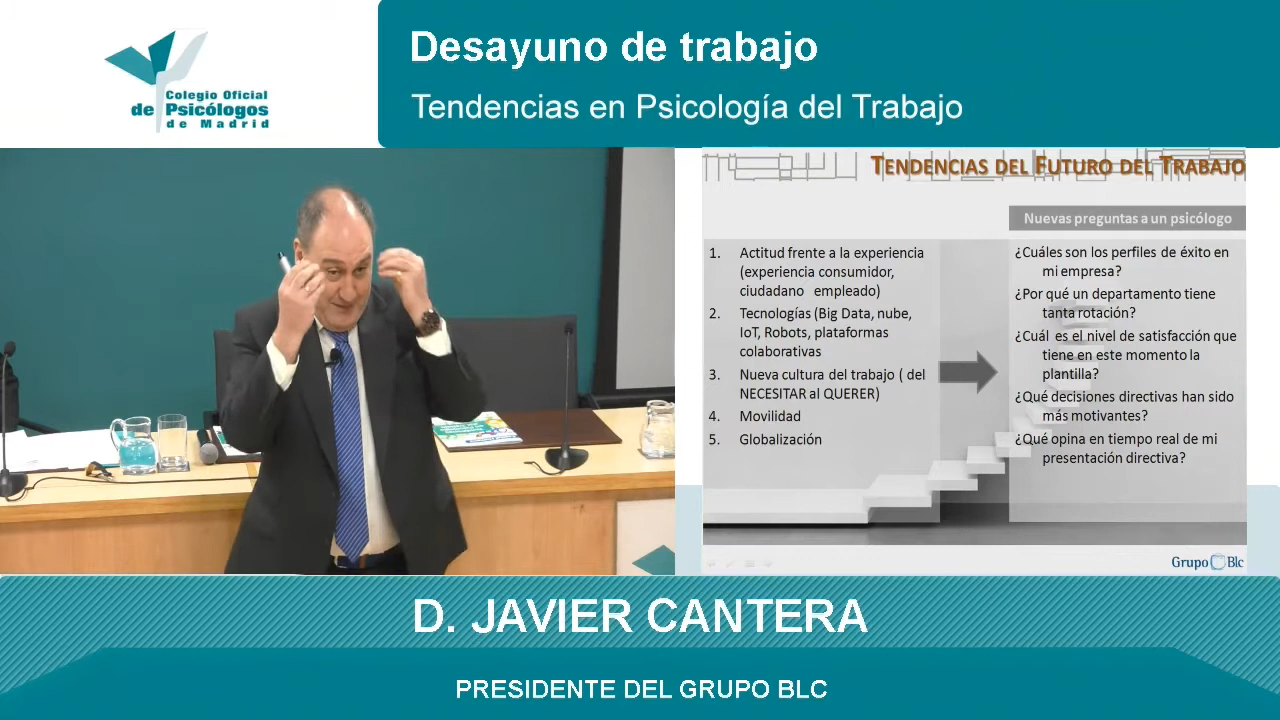 Colegio Oficial
de Psicólogos
de Madrid
Desayuno de trabajo
Tendencias en Psicología del Trabajo
TENDENCIAS DEL FUTURO DEL TRABAJO
Nuevas preguntas a un psicólogo
1. Actitud frente a la experiencia
(experiencia consumidor,
ciudadano empleado)
2. Tecnologías (Big Data, nube,
IoT, Robots, plataformas
colaborativas
3. Nueva cultura del trabajo ( del
NECESITAR al QUERER)
4. Movilidad
5. Globalización
¿Cuáles son los perfiles de éxito en
mi empresa?
¿Por qué un departamento tiene
tanta rotación?
¿Cuál es el nivel de satisfacción que
tiene en este momento la
plantilla?
¿Qué decisiones directivas han sido
más motivantes?
¿Qué opina en tiempo real de mi
presentación directiva?
Grupo Blc
D. JAVIER CANTERA
PRESIDENTE DEL GRUPO BLC